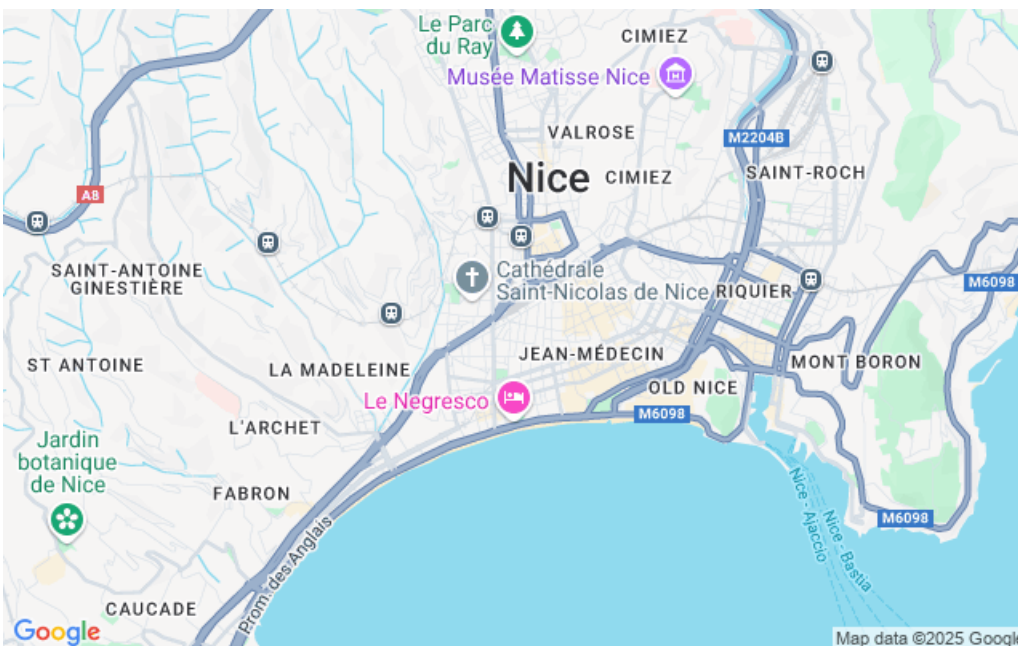 Le Parc
du Ray
CIMIEZ
Musée Matisse Nice
VALROSE
M2204B
Nice
CIMIEZ
SAINT-ROCH
A8
SAINT-ANTOINE
GINESTIÈRE
Cathédrale
Saint-Nicolas de Nice
RIQUIER
M6098
ST ANTOINE
LA MADELEINE
JEAN-MÉDECIN
MONT BORON
Le Negresco
OLD NICE
M6098
L'ARCHET
Jardin
botanique
de Nice
FABRON
Nice - Ajaccio
Nice - Bastia
M6098
Prom. des Anglais
CAUCADE
Google
Map data ©2025 Google